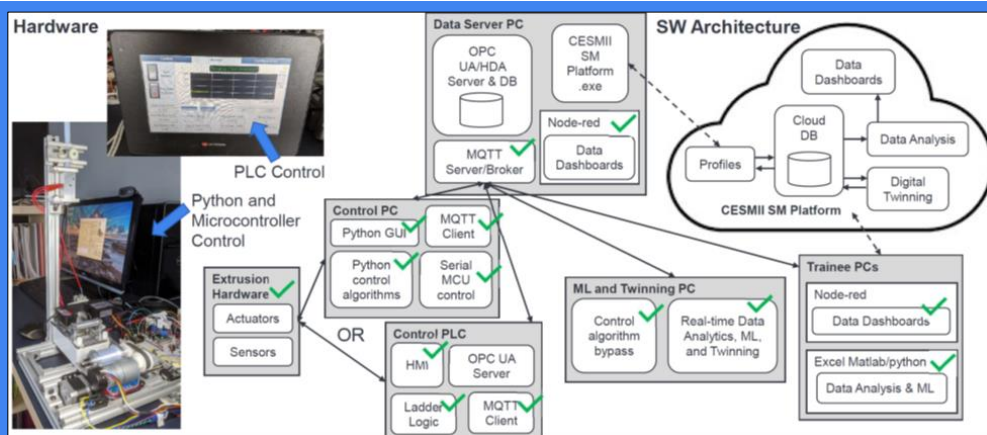 Hardware
PLC Control
Python and
Microcontroller
Control
Data Server PC
OPC
UA/HDA
Server & DB
CESMII
SM
Platform
.exe
MQTT
Server/Broker
Node-red
Data
Dashboards
SW Architecture
Data
Dashboards
Cloud
DB
Data Analysis
Profiles
Digital
Twinning
CESMII SM Platform
Control PC
Python GUI
MQTT
Client
Python
control
algorithms
Serial
MCU
control
Extrusion
Hardware
Actuators
Sensors
OR
Control PLC
HMI
OPC UA
Server
Ladder
Logic
MQTT
Client
ML and Twinning PC
Control
algorithm
bypass
Real-time Data
Analytics, ML,
and Twinning
Trainee PCs
Node-red
Data Dashboards
Excel Matlab/python
Data Analysis & ML